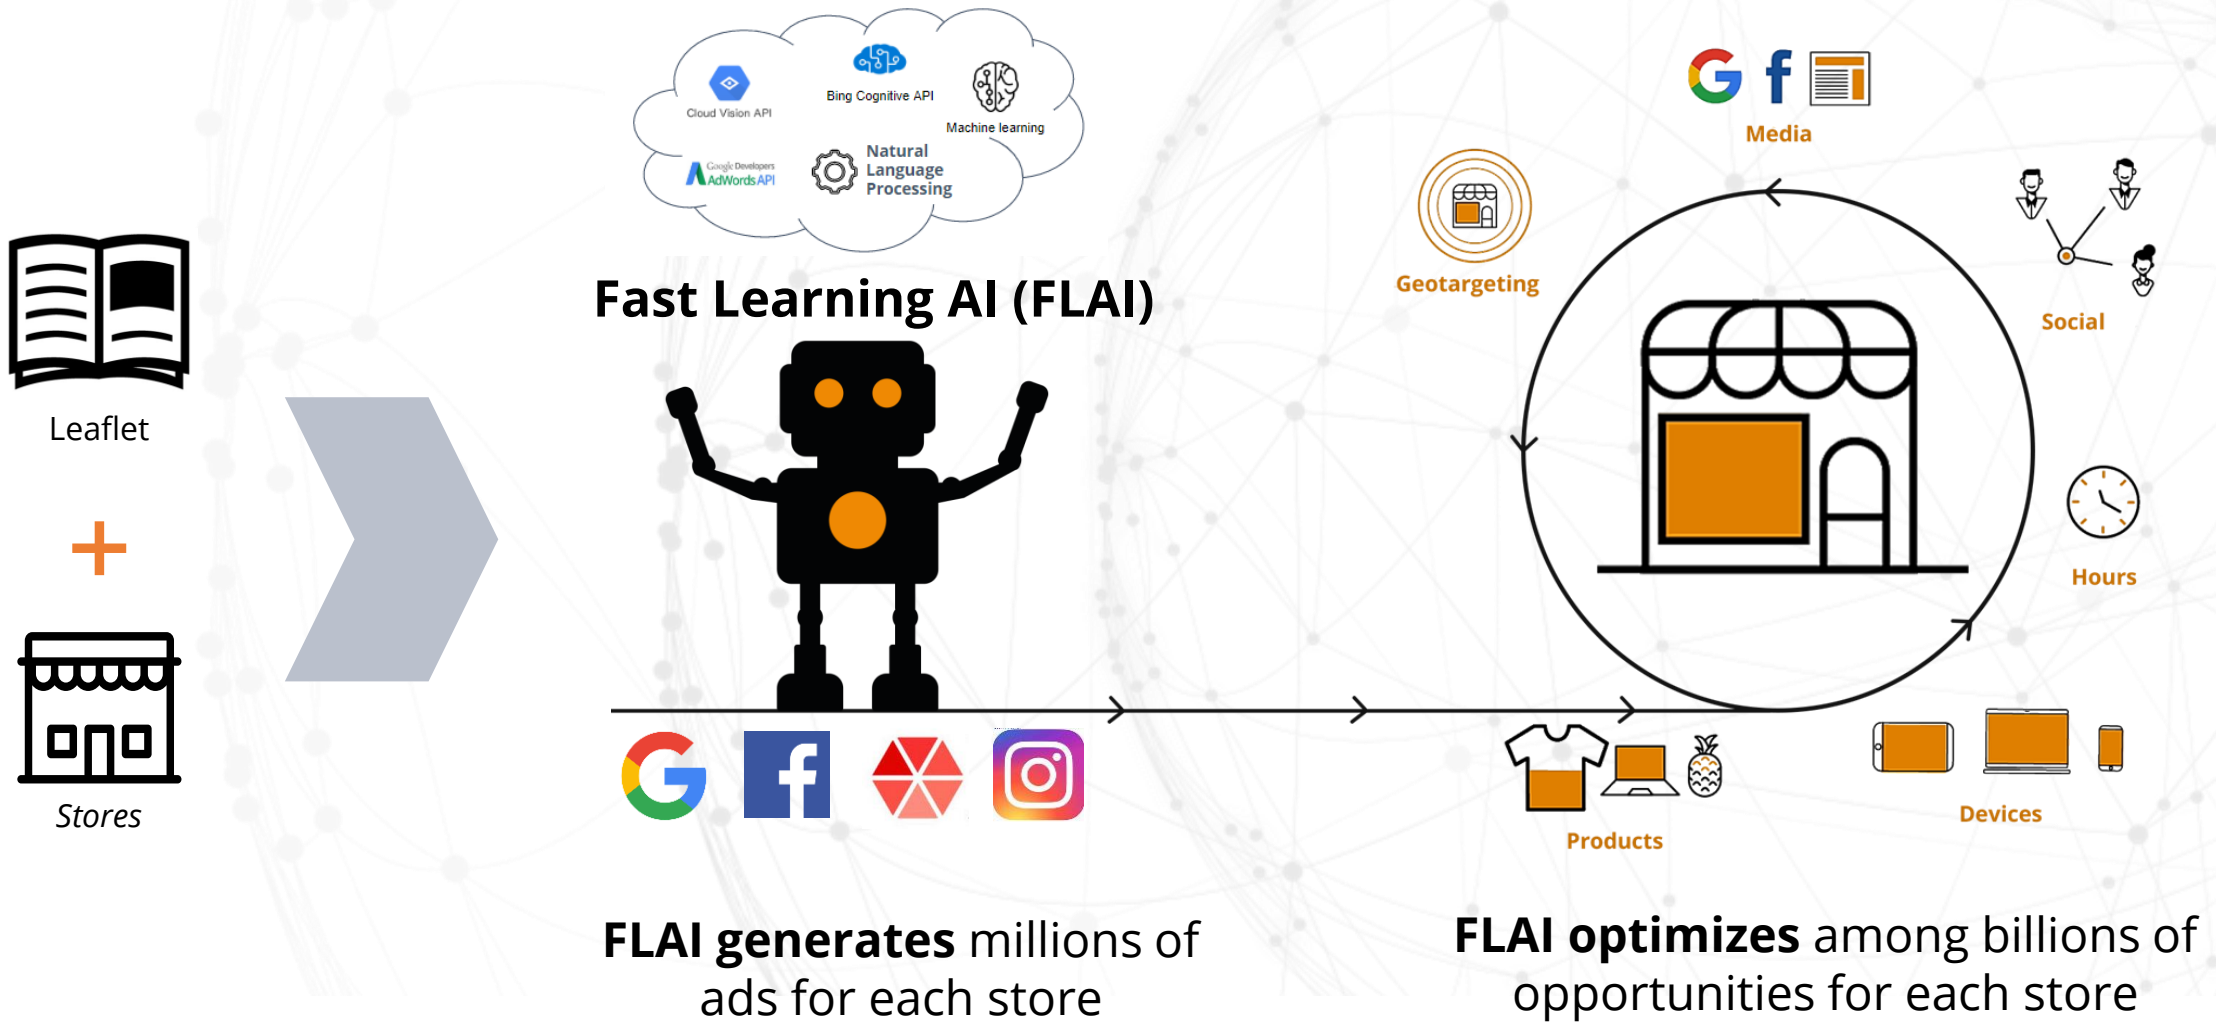 Leaflet
Stores
Cloud Vision API
Bing Cognitive API
Machine learning
Google Developers
AdWords API
Natural
Language
Processing
Fast Learning AI (FLAI)
FLAI generates millions of
ads for each store
Media
Geotargeting
Social
Hours
Devices
Products
FLAI optimizes among billions of
opportunities for each store